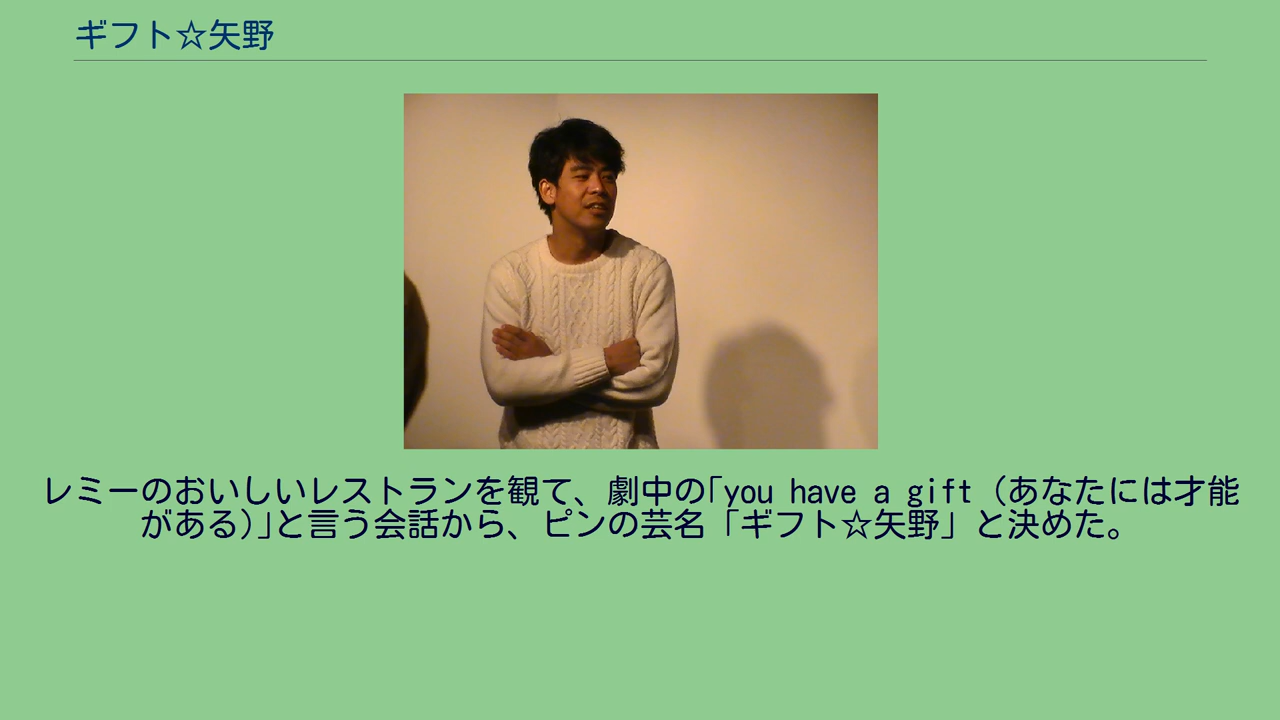 ギフト☆矢野
レミーのおいしいレストランを観て、劇中の｢you have a gift（あなたには才能
がある）｣と言う会話から、ピンの芸名「ギフト☆矢野」と決めた。